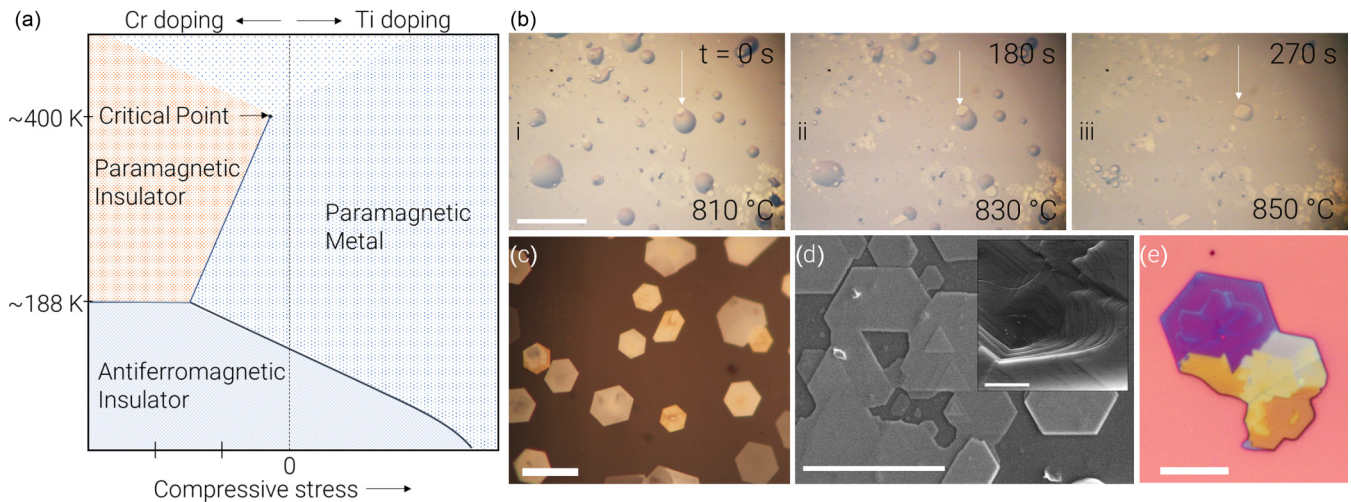 (a)
Cr doping ← → Ti doping
~400 K
Critical Point
Paramagnetic
Insulator
Paramagnetic
Metal
~188 K
Antiferromagnetic
Insulator
0
Compressive stress →
(b)
t = 0 s
i
810 °C
180 s
ii
830 °C
270 s
iii
850 °C
(c)
(d)
(e)